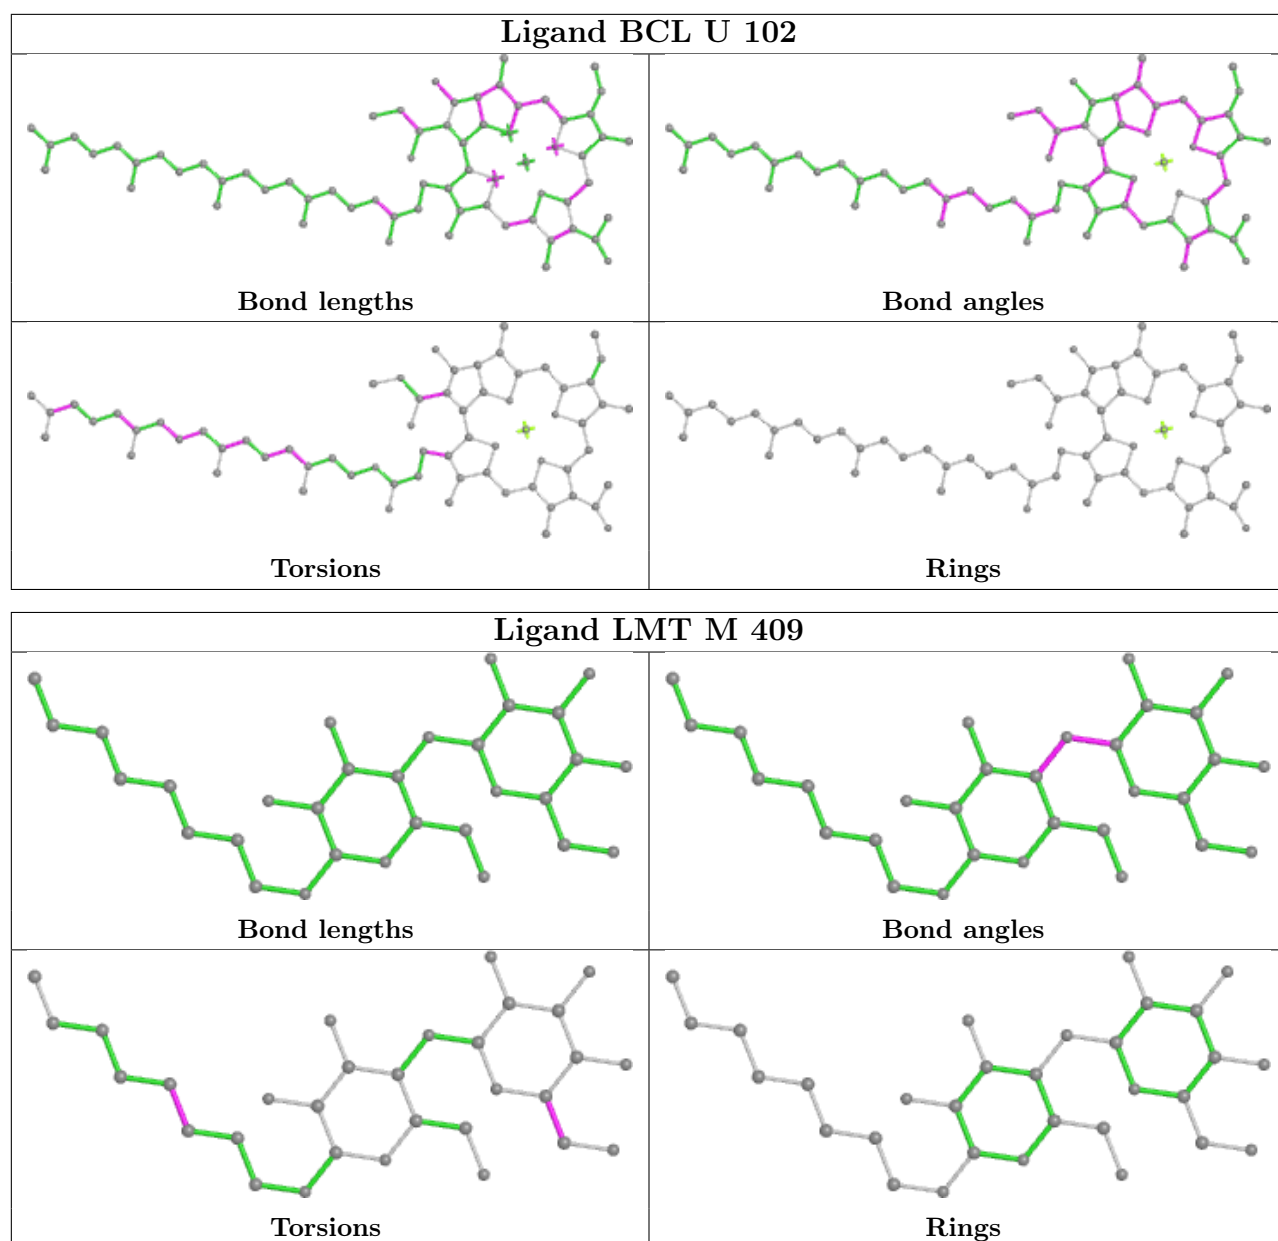 Ligand BCL U 102
Bond lengths
Bond angles
Torsions
Rings
Ligand LMT M 409
Bond lengths
Bond angles
Torsions
Rings